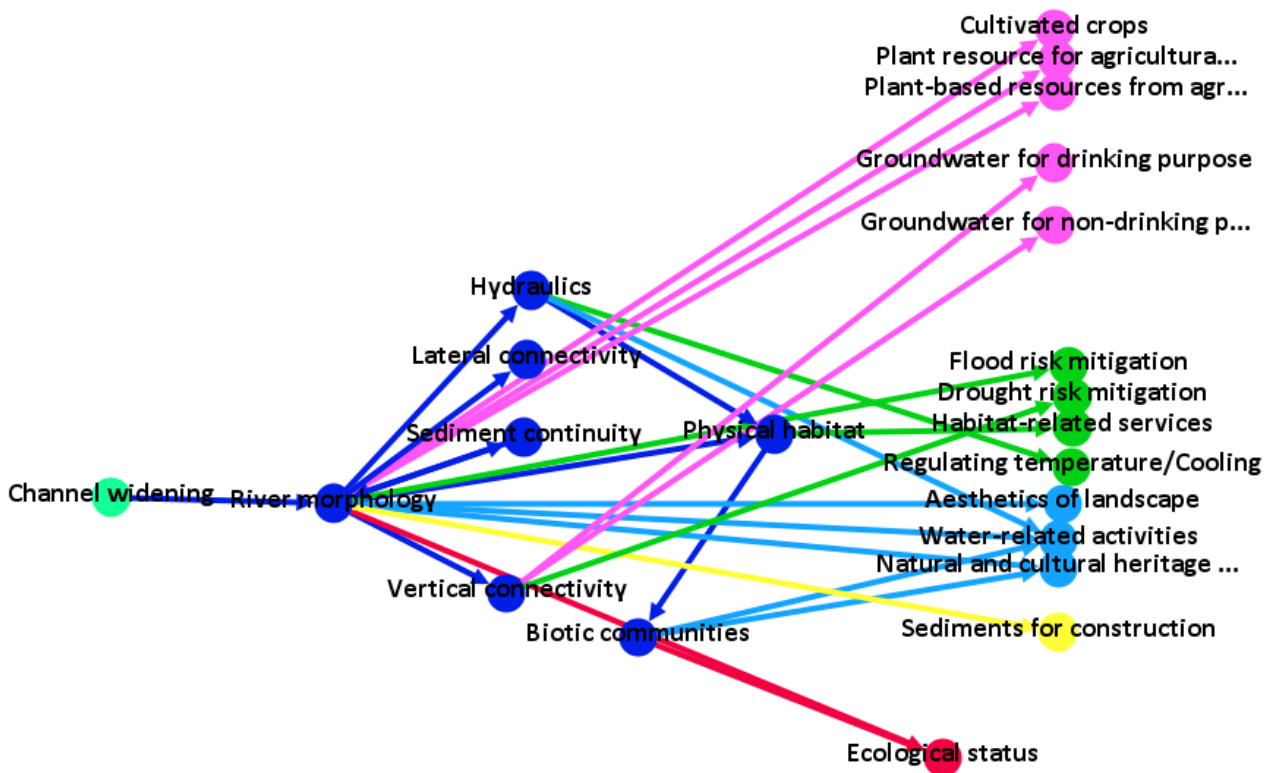 Cultivated crops
Plant resource for agricultura...
Plant-based resources from agr...
Groundwater for drinking purpose
Groundwater for non-drinking p...
Hydraulics
Lateral connectivity
Flood risk mitigation
Drought risk mitigation
Habitat-related services
Sediment continuity
Physical habitat
Regulating temperature/Cooling
Channel widening
River morphology
Aesthetics of landscape
Water-related activities
Natural and cultural heritage ...
Vertical connectivity
Biotic communities
Sediments for construction
Ecological status